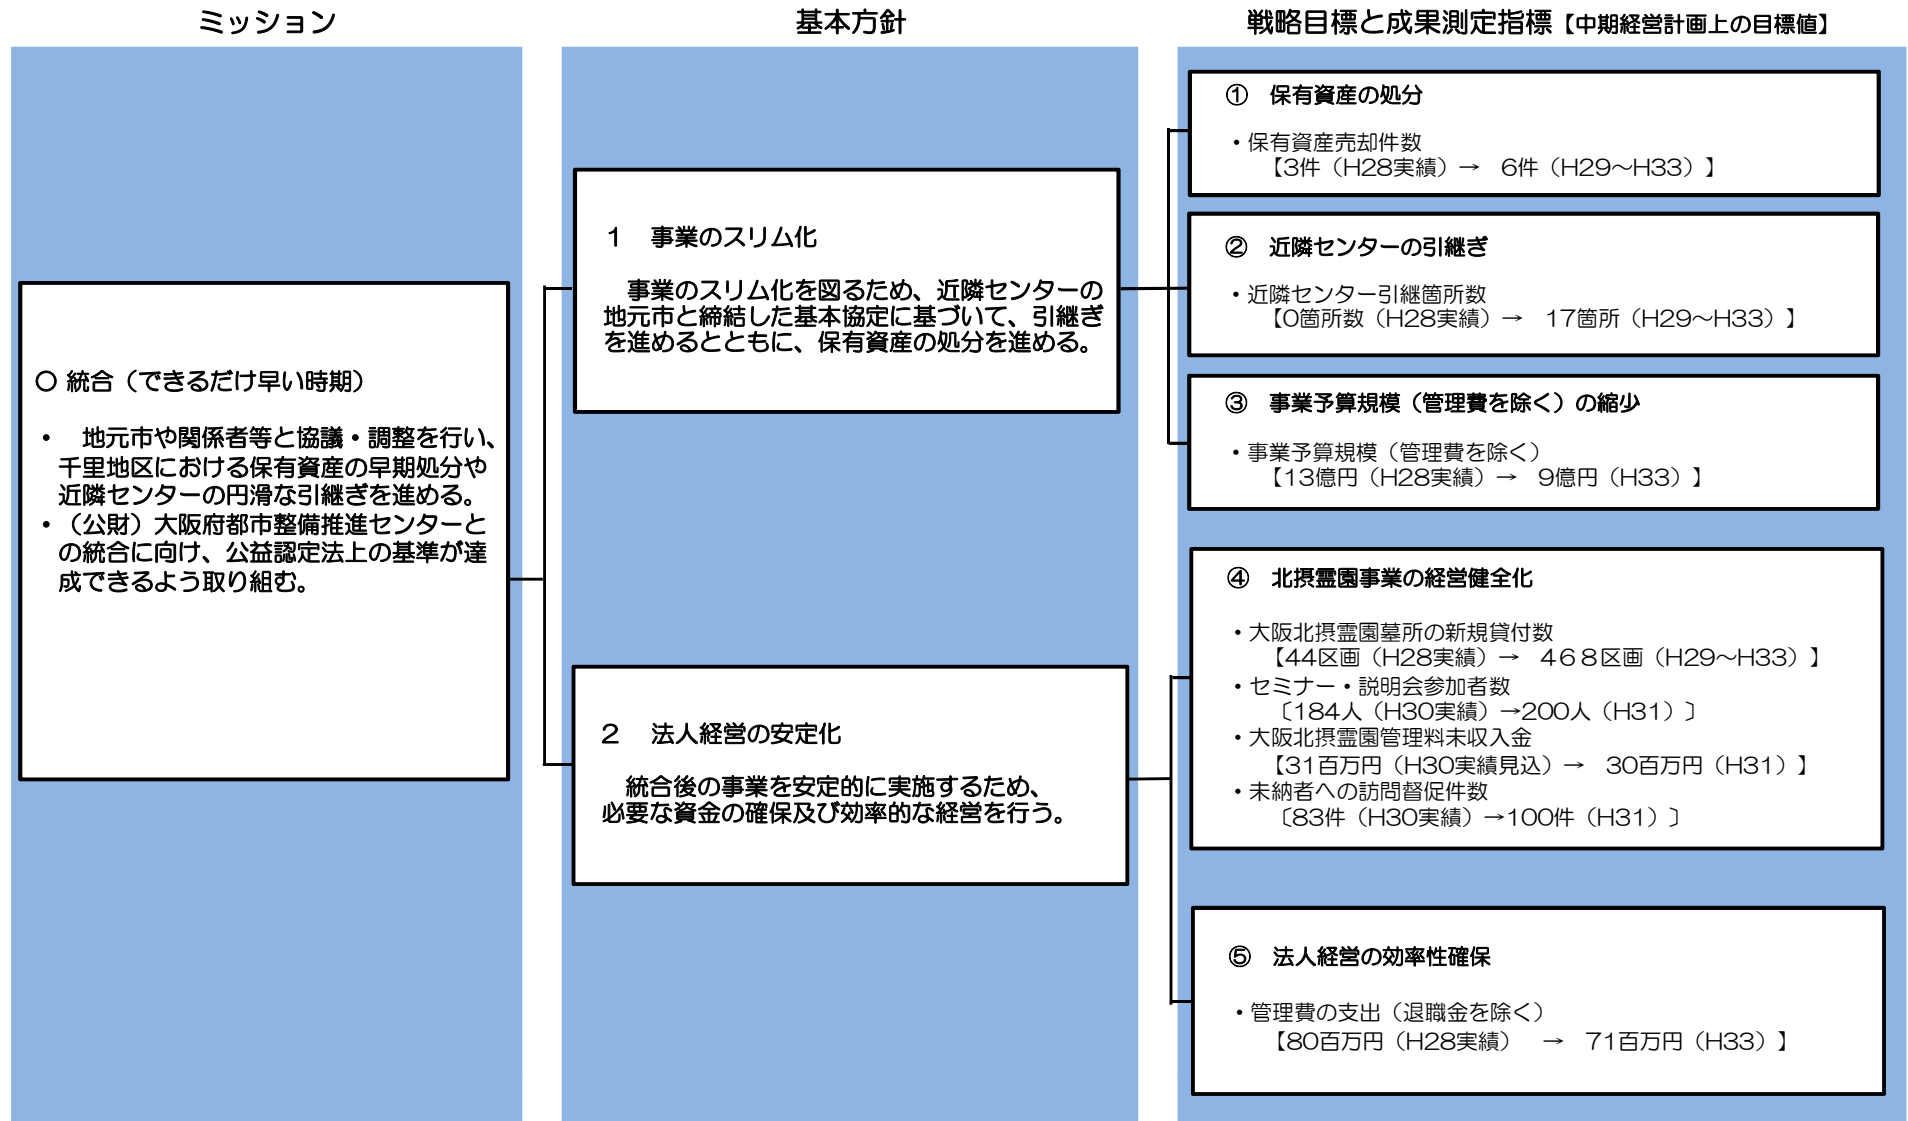 ミッション
○ 統合（できるだけ早い時期）
・　地元市や関係者等と協議・調整を行い、
千里地区における保有資産の早期処分や
近隣センターの円滑な引継ぎを進める。
・（公財）大阪府都市整備推進センターと
の統合に向け、公益認定法上の基準が達
成できるよう取り組む。
基本方針
１　事業のスリム化
事業のスリム化を図るため、近隣センターの
地元市と締結した基本協定に基づいて、引継ぎ
を進めるとともに、保有資産の処分を進める。
２　法人経営の安定化
統合後の事業を安定的に実施するため、
必要な資金の確保及び効率的な経営を行う。
戦略目標と成果測定指標【中期経営計画上の目標値】
①　保有資産の処分
・保有資産売却件数
【3件（H28実績）→　6件（H29～H33）】
②　近隣センターの引継ぎ
・近隣センター引継箇所数
【0箇所数（H28実績）→　17箇所（H29～H33）】
③　事業予算規模（管理費を除く）の縮少
・事業予算規模（管理費を除く）
【13億円（H28実績）→　9億円（H33）】
④　北摂霊園事業の経営健全化
・大阪北摂霊園墓所の新規貸付数
【44区画（H28実績）→　４６８区画（H29～H33）】
・セミナー・説明会参加者数
〔184人（H30実績）→200人（H31）〕
・大阪北摂霊園管理料未収入金
【31百万円（H30実績見込）→　30百万円（H31）】
・未納者への訪問督促件数
〔83件（H30実績）→100件（H31）〕
⑤　法人経営の効率性確保
・管理費の支出（退職金を除く）
【80百万円（H28実績）　→　71百万円（H33）】